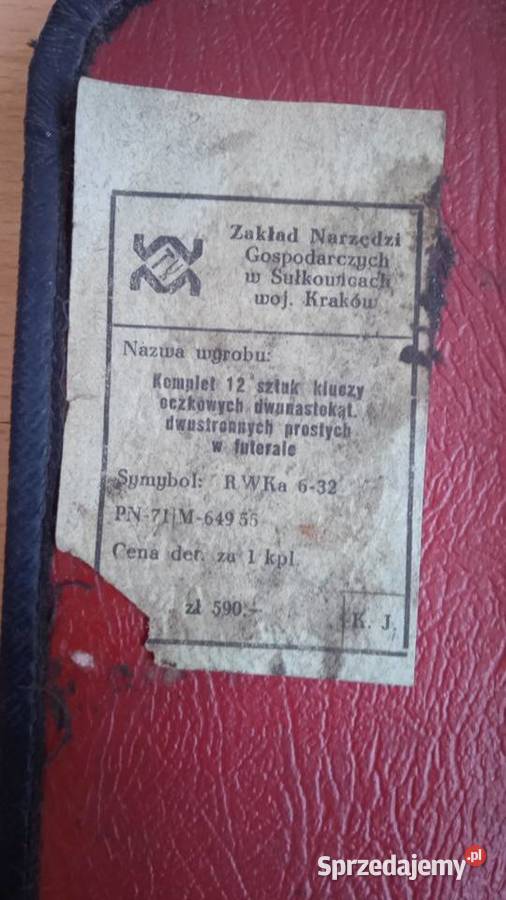 Zakład Narzędzi
Gospodarczych
w Sułkowicach
woj. Kraków
Nazwa wyrobu:
Komplet 12 sztuk kluczy
oczkowych dwunastokąt.
dwustronnych prostych
w futerale
Symybol: RWKa 6-32
PN-71/M-64955
Cena det. za 1 kpl
zł 590.-
K. J.
Sprzedajemy.pl